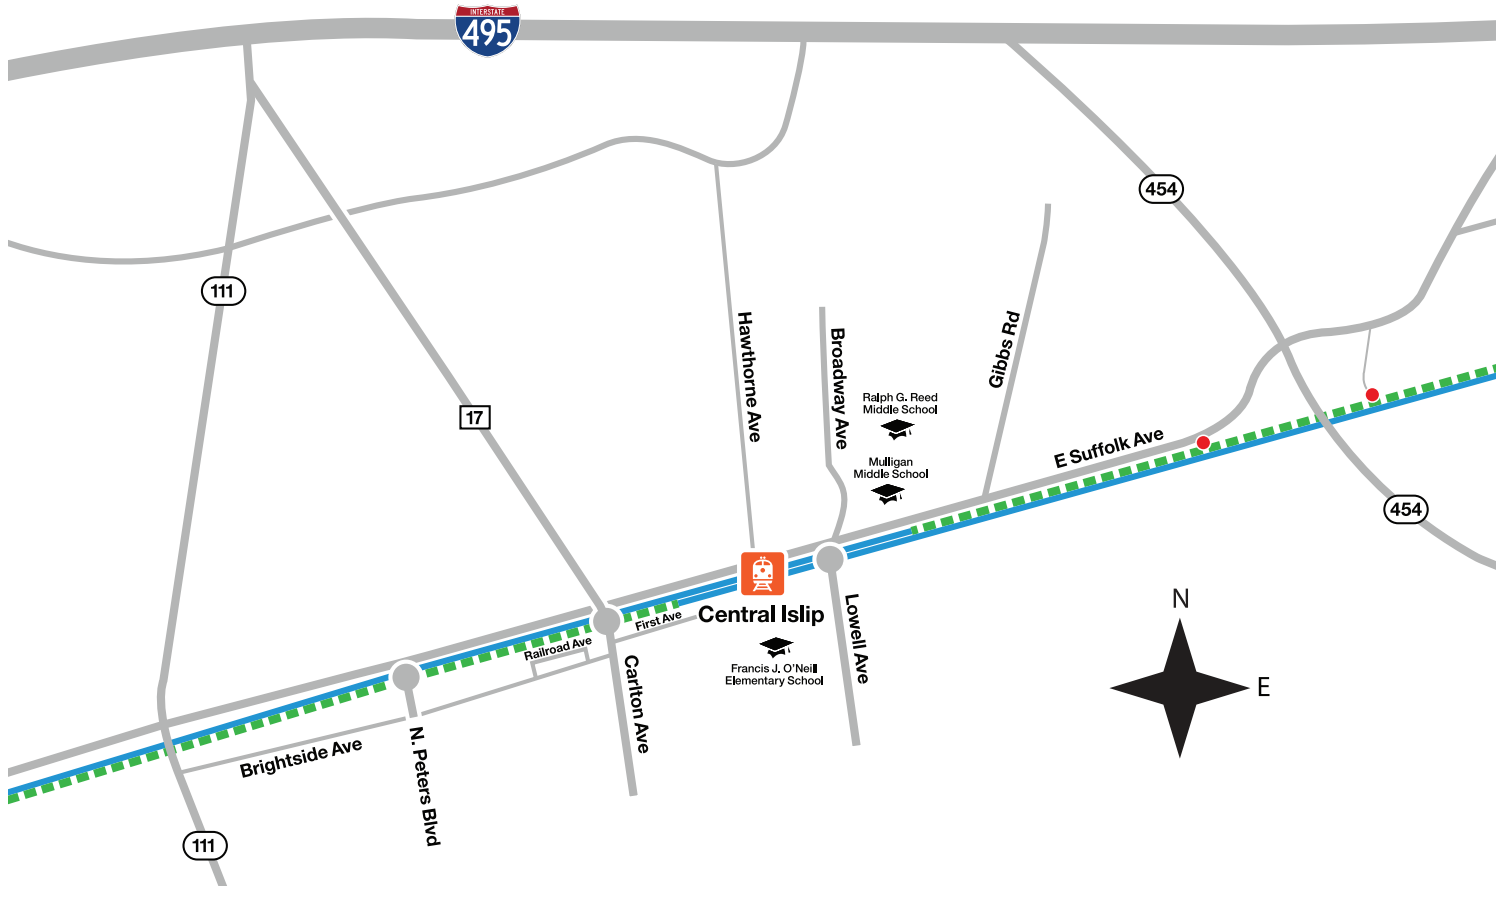 INTERSTATE
495
454
111
Hawthorne Ave
Broadway Ave
Gibbs Rd
Ralph G. Reed
Middle School
17
E Suffolk Ave
Mulligan
Middle School
454
Central Islip
First Ave
Railroad Ave
Lowell Ave
N
Carlton Ave
Francis J. O'Neill
Elementary School
E
Brightside Ave
N. Peters Blvd
111